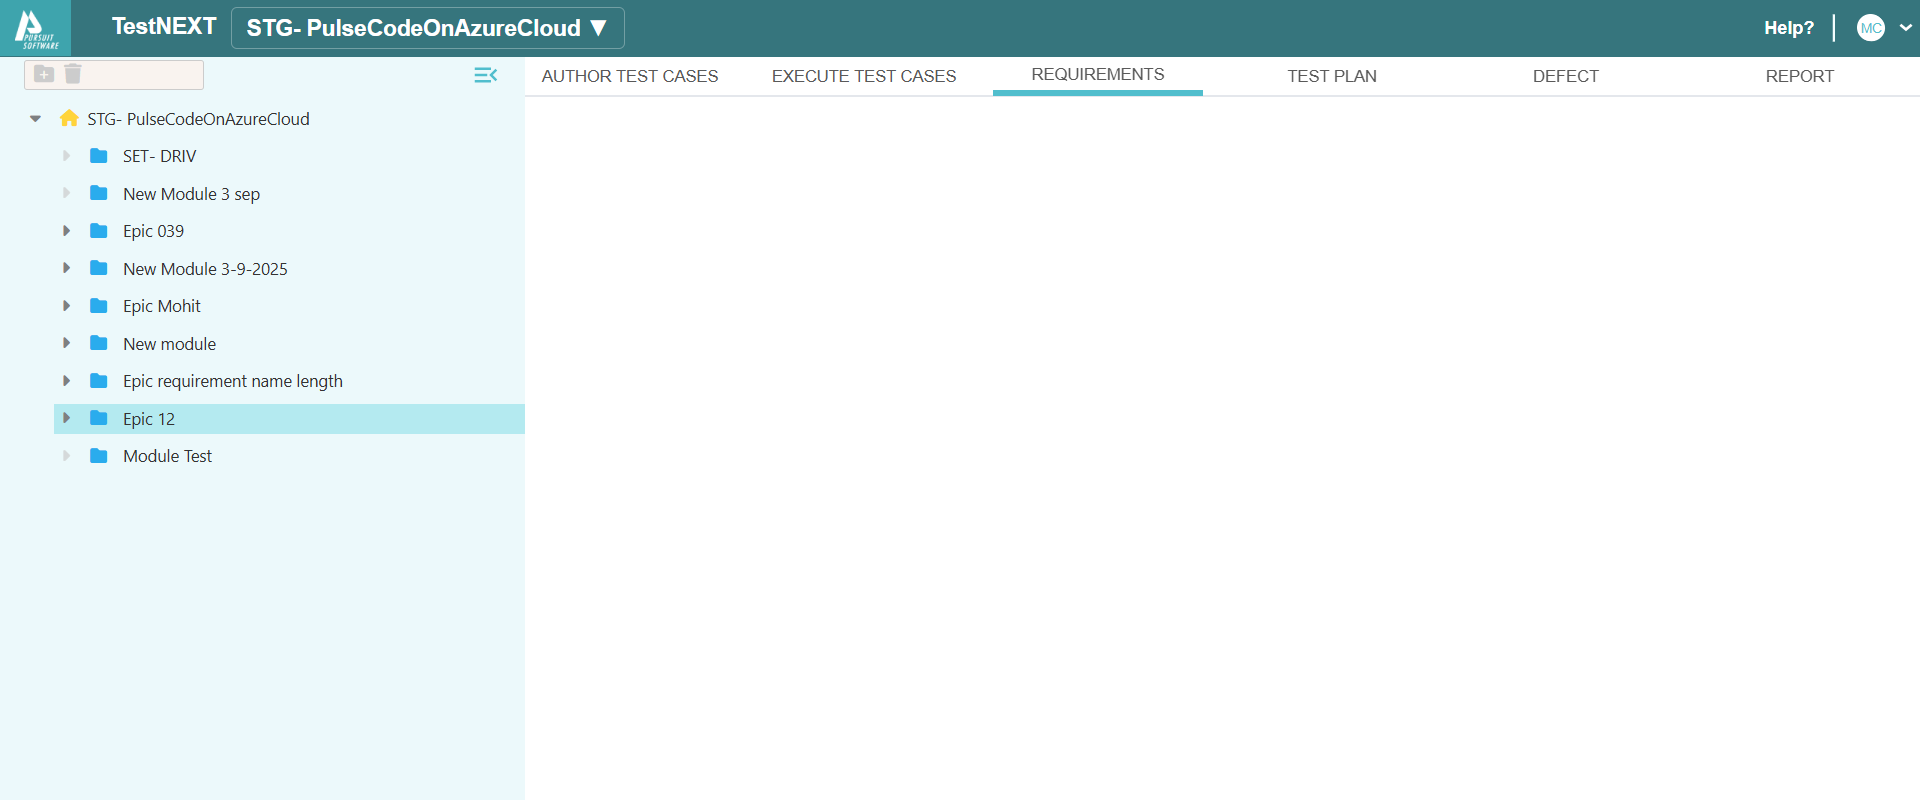 PURSUIT
SOFTWARE
TestNEXT
STG- PulseCodeOnAzureCloud ▼
Help?
MC
AUTHOR TEST CASES
EXECUTE TEST CASES
REQUIREMENTS
TEST PLAN
DEFECT
REPORT
STG- PulseCodeOnAzureCloud
SET- DRIV
New Module 3 sep
Epic 039
New Module 3-9-2025
Epic Mohit
New module
Epic requirement name length
Epic 12
Module Test